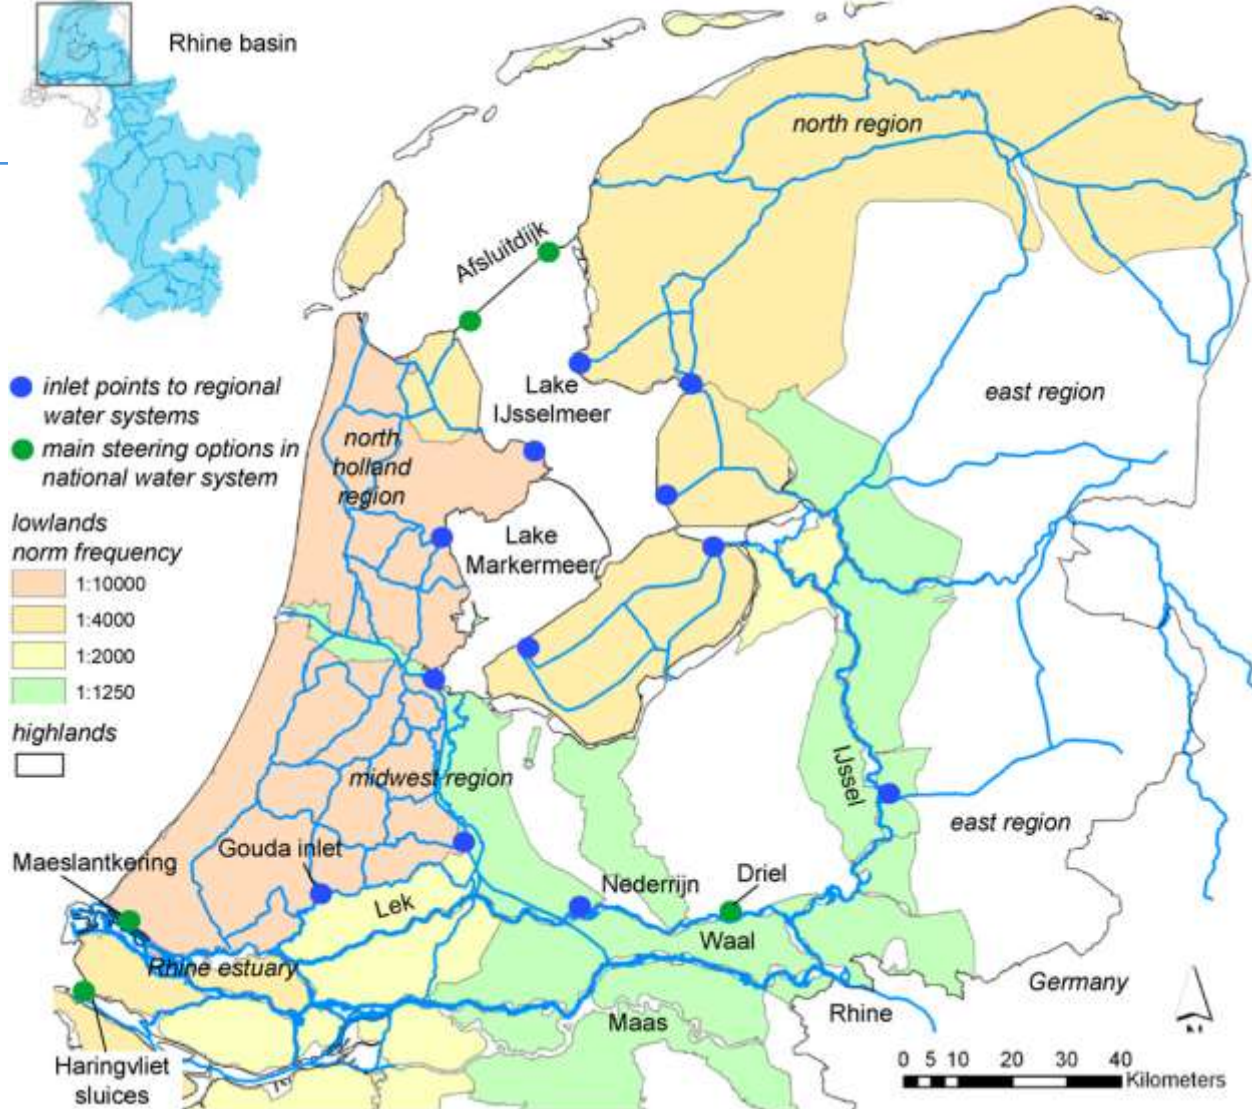 Rhine basin
north region
Afsluitdijk
inlet points to regional
water systems
main steering options in
national water system
lowlands
norm frequency
1:10000
1:4000
1:2000
1:1250
highlands
Lake
IJsselmeer
east region
north
holland
region
Lake
Markermeer
IJssel
midwest region
east region
Gouda inlet
Maeslantkering
Lek
Nederrijn
Driel
Waal
Rhine estuary
Germany
Rhine
Maas
Haringvliet
sluices
0 5 10 20 30 40
Kilometers